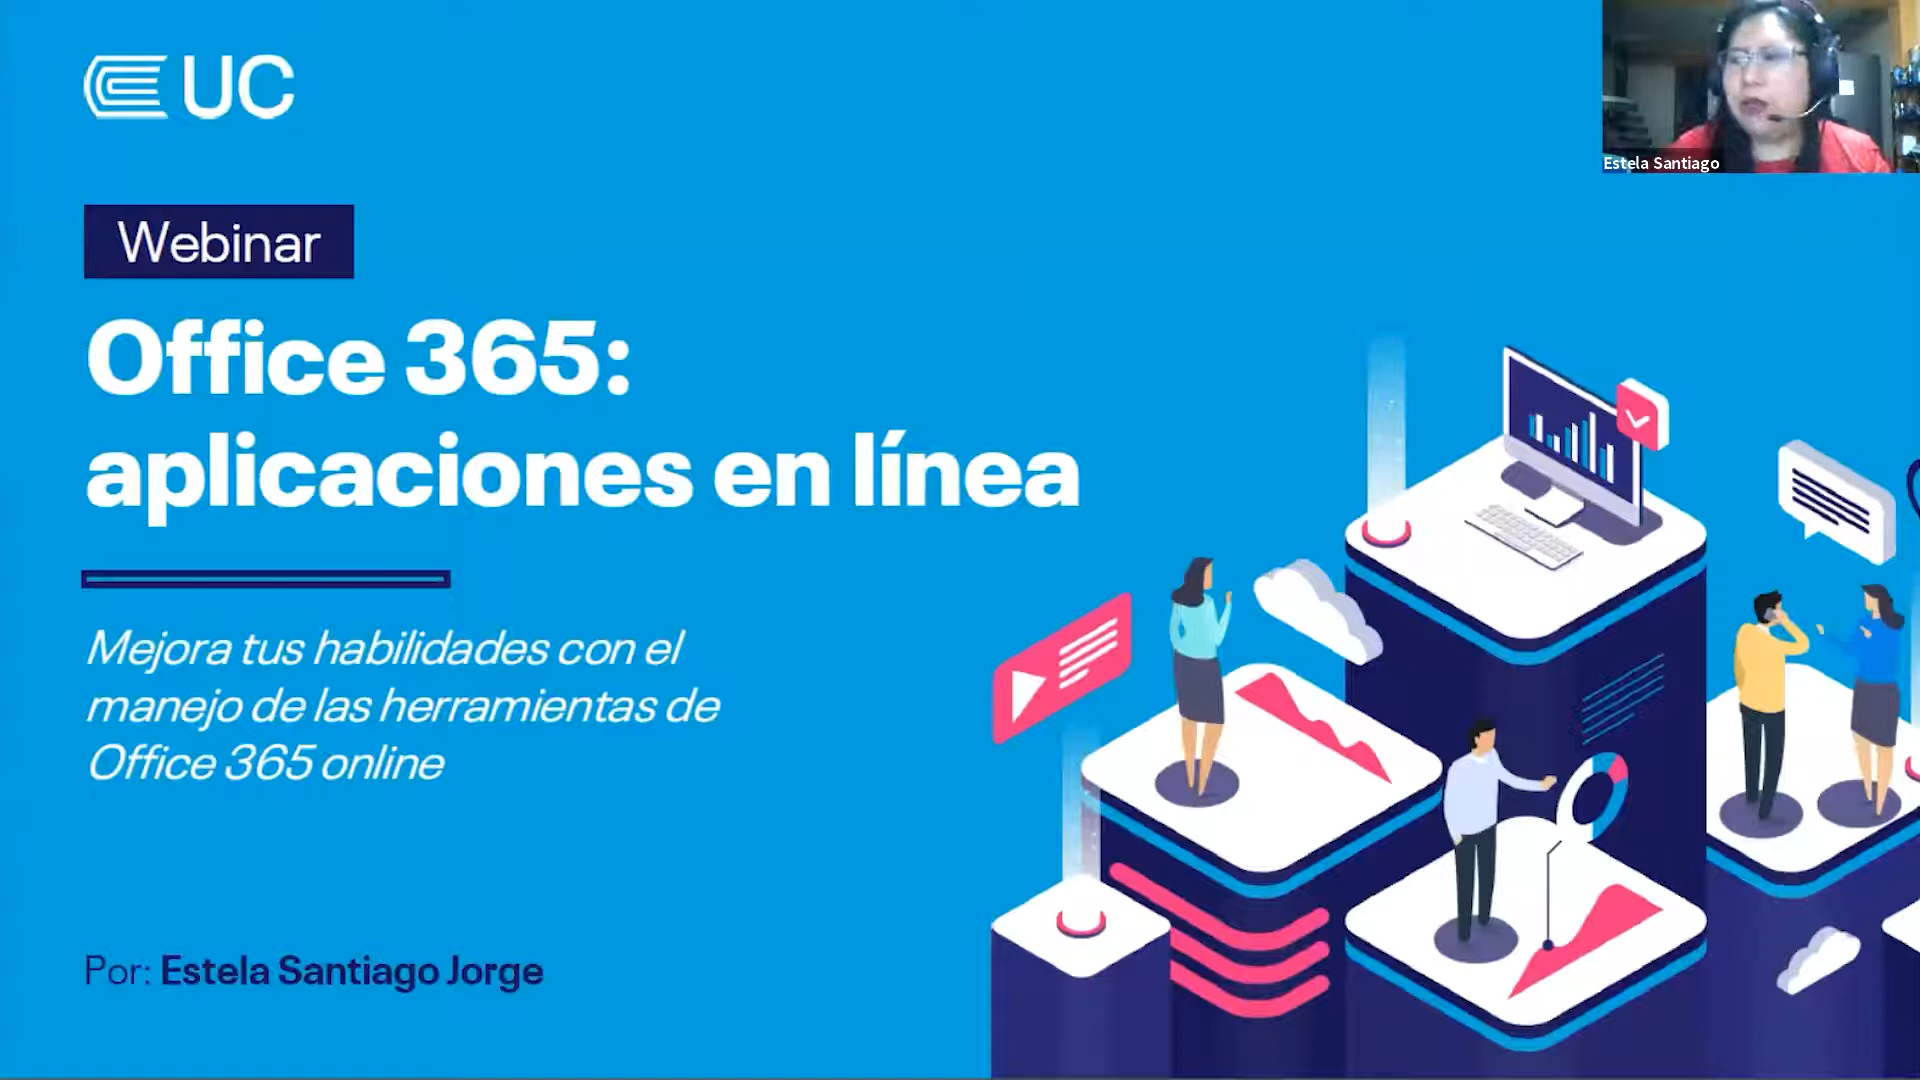 UC
Estela Santiago
Webinar
Office 365:
aplicaciones en línea
Mejora tus habilidades con el
manejo de las herramientas de
Office 365 online
Por: Estela Santiago Jorge